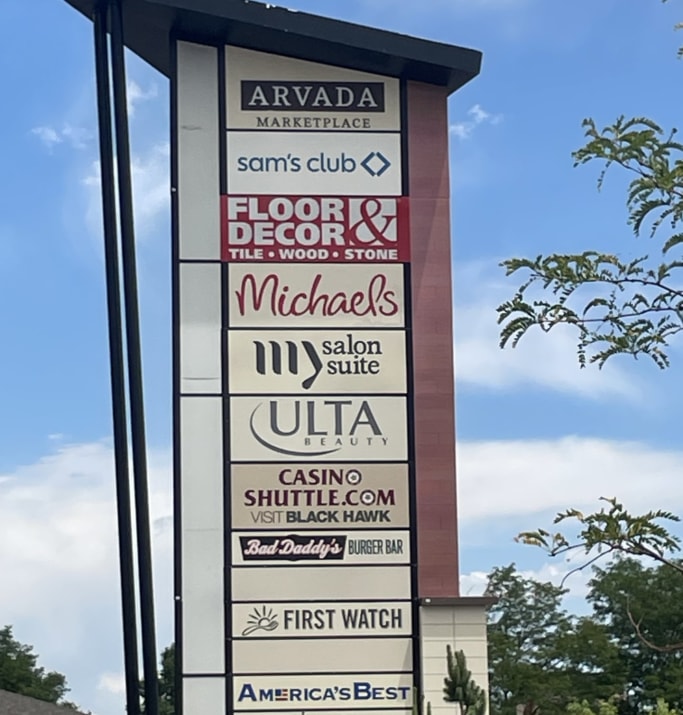 ARVADA
MARKETPLACE
sam's club
FLOOR &
DECOR
TILE • WOOD • STONE
Michaels
my salon
suite
ULTA
BEAUTY
CASINO
SHUTTLE.COM
VISIT BLACK HAWK
Bad Daddy's BURGER BAR
FIRST WATCH
AMERICA'S BEST